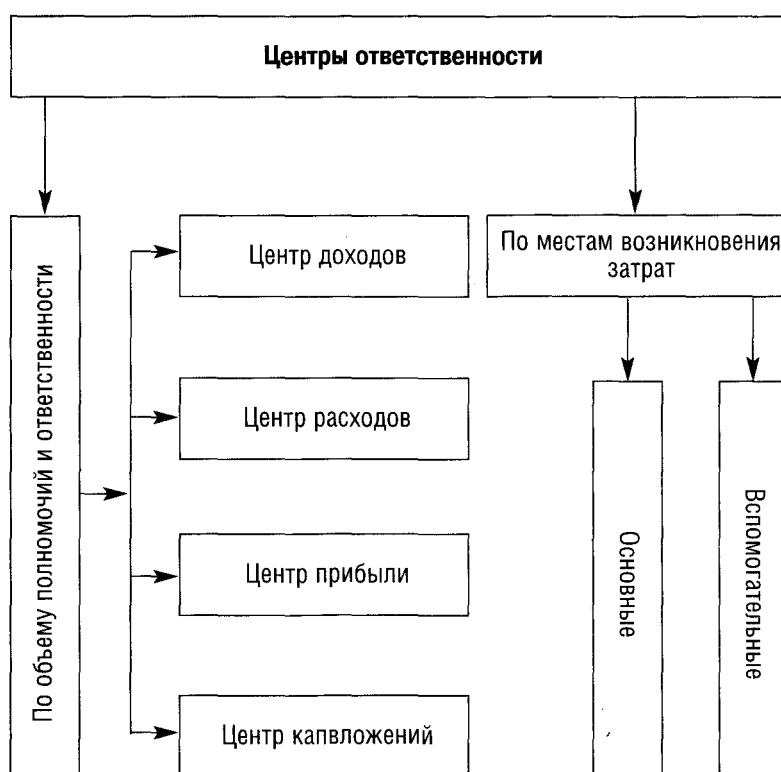 Центры ответственности
По объему полномочий и ответственности
Центр доходов
Центр расходов
Центр прибыли
Центр капвложений
По местам возникновения
затрат
Основные
Вспомогательные